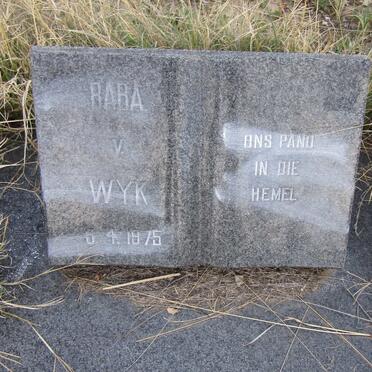 BABA
v.
WYK
6.4.1975
ONS PAND
IN DIE
HEMEL